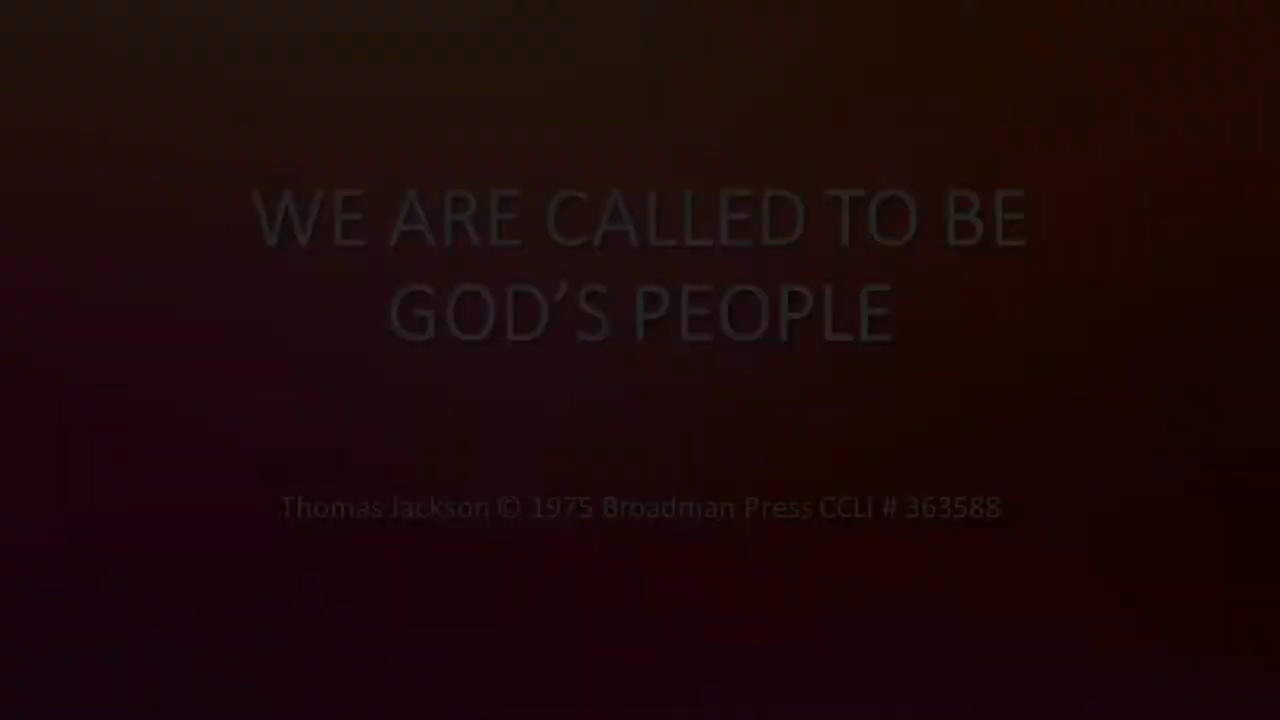 WE ARE CALLED TO BE
GOD’S PEOPLE
Thomas Jackson © 1975 Broadman Press CCLI # 363588